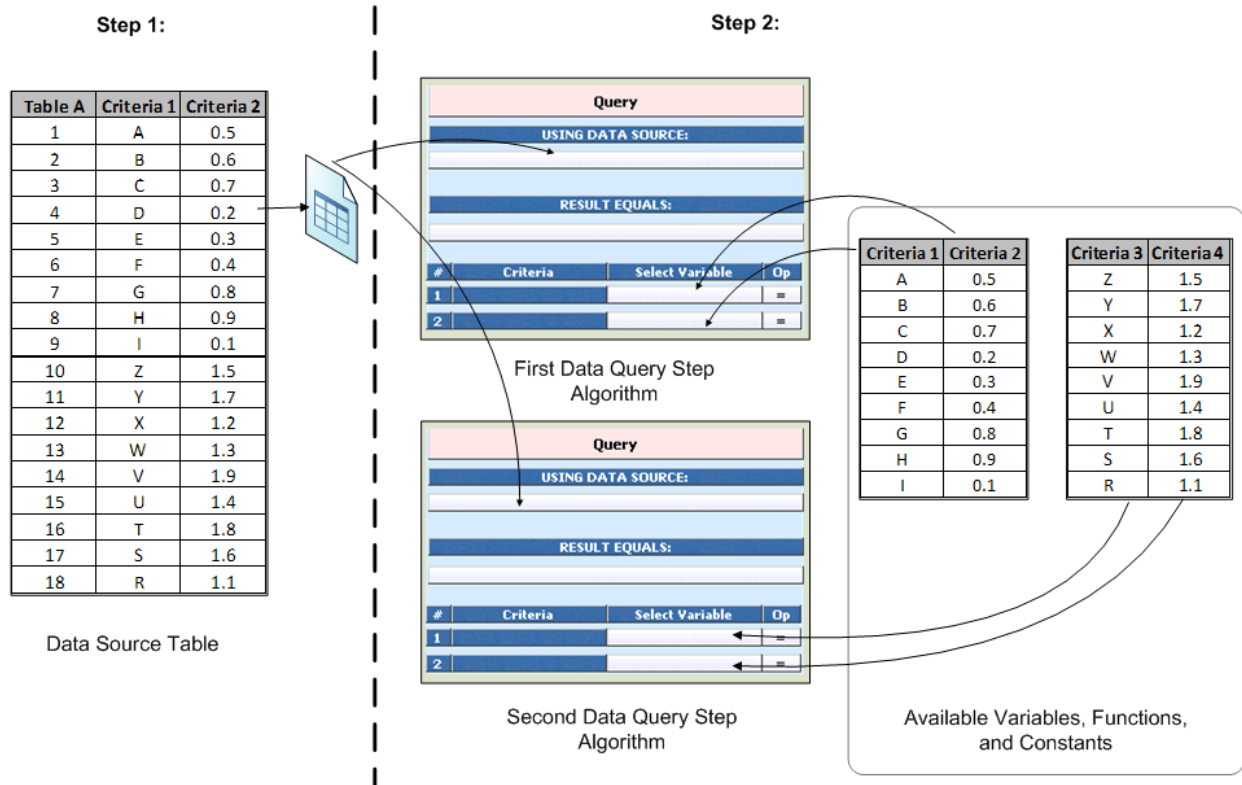 Step 1:
Table A Criteria 1 Criteria 2
1 A 0.5
2 B 0.6
3 C 0.7
4 D 0.2
5 E 0.3
6 F 0.4
7 G 0.8
8 H 0.9
9 I 0.1
10 Z 1.5
11 Y 1.7
12 X 1.2
13 W 1.3
14 V 1.9
15 U 1.4
16 T 1.8
17 S 1.6
18 R 1.1
Data Source Table
Step 2:
Query
USING DATA SOURCE:
RESULT EQUALS:
# Criteria Select Variable Op
1 =
2 =
First Data Query Step
Algorithm
Query
USING DATA SOURCE:
RESULT EQUALS:
# Criteria Select Variable Op
1 =
2 =
Second Data Query Step
Algorithm
Criteria 1 Criteria 2
A 0.5
B 0.6
C 0.7
D 0.2
E 0.3
F 0.4
G 0.8
H 0.9
I 0.1
Criteria 3 Criteria 4
Z 1.5
Y 1.7
X 1.2
W 1.3
V 1.9
U 1.4
T 1.8
S 1.6
R 1.1
Available Variables, Functions,
and Constants